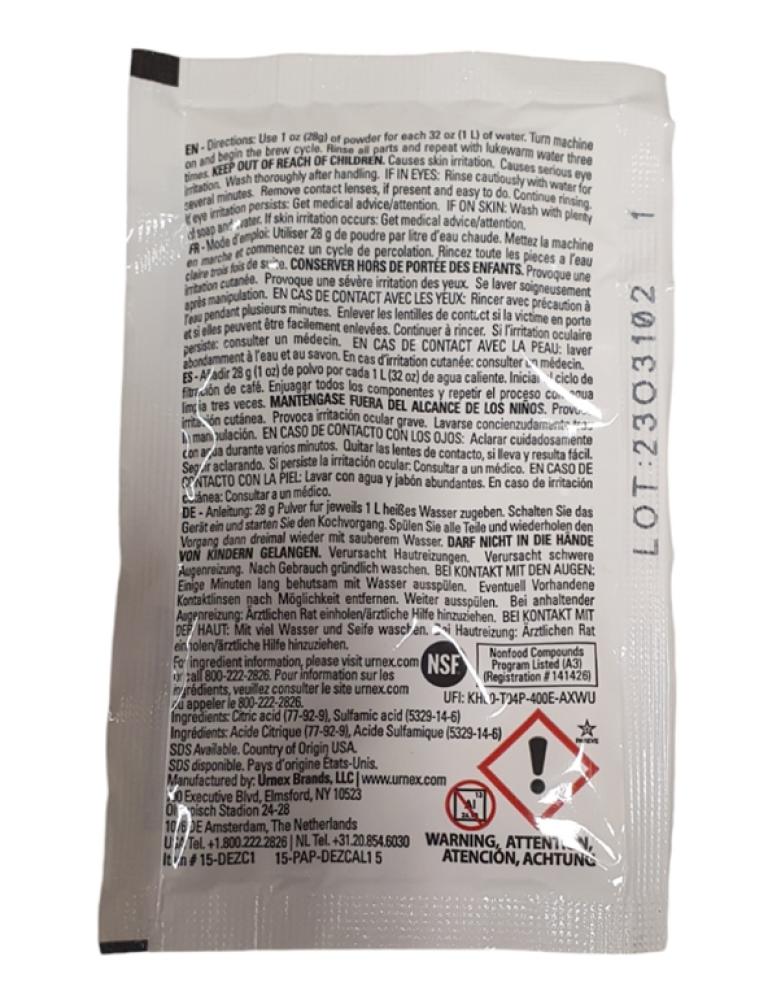 EN - Directions: Use 1 oz (28g) of powder for each 32 oz (1 L) of water. Turn machine
on and begin the brew cycle. Rinse all parts and repeat with lukewarm water three
times. KEEP OUT OF REACH OF CHILDREN. Causes skin irritation. Causes serious eye
irritation. Wash thoroughly after handling. IF IN EYES: Rinse cautiously with water for
several minutes. Remove contact lenses, if present and easy to do. Continue rinsing.
If eye irritation persists: Get medical advice/attention. IF ON SKIN: Wash with plenty
of soap and water. If skin irritation occurs: Get medical advice/attention.
FR - Mode d'emploi: Utiliser 28 g de poudre par litre d'eau chaude. Mettez la machine
en marche et commencez un cycle de percolation. Rincez toute les pieces a l'eau
claire trois fois de suite. CONSERVER HORS DE PORTÉE DES ENFANTS. Provoque une
irritation cutanée. Provoque une sévère irritation des yeux. Se laver soigneusement
après manipulation. EN CAS DE CONTACT AVEC LES YEUX: Rincer avec précaution à
l'eau pendant plusieurs minutes. Enlever les lentilles de contact si la victime en porte
et si elles peuvent être facilement enlevées. Continuer à rincer. Si l'irritation oculaire
persiste: consulter un médecin. EN CAS DE CONTACT AVEC LA PEAU: laver
abondamment à l'eau et au savon. En cas d'irritation cutanée: consulter un médecin.
ES - Añadir 28 g (1 oz) de polvo por cada 1 L (32 oz) de agua caliente. Iniciar ciclo de
filtración de café. Enjuagar todos los componentes y repetir el proceso con agua
limpia tres veces. MANTENGASE FUERA DEL ALCANCE DE LOS NIÑOS. Provoca
irritación cutánea. Provoca irritación ocular grave. Lavarse concienzudamente tras
la manipulación. EN CASO DE CONTACTO CON LOS OJOS: Aclarar cuidadosamente
con agua durante varios minutos. Quitar las lentes de contacto, si lleva y resulta fácil.
Seguir aclarando. Si persiste la irritación ocular: Consultar a un médico. EN CASO DE
CONTACTO CON LA PIEL: Lavar con agua y jabón abundantes. En caso de irritación
cutánea: Consultar a un médico.
DE - Anleitung: 28 g Pulver fur jeweils 1 L heißes Wasser zugeben. Schalten Sie das
Gerät ein und starten Sie den Kochvorgang. Spülen Sie alle Teile und wiederholen den
Vorgang dann dreimal wieder mit sauberem Wasser. DARF NICHT IN DIE HÄNDE
VON KINDERN GELANGEN. Verursacht Hautreizungen. Verursacht schwere
Augenreizung. Nach Gebrauch gründlich waschen. BEI KONTAKT MIT DEN AUGEN:
Einige Minuten lang behutsam mit Wasser ausspülen. Eventuell Vorhandene
Kontaktlinsen nach Möglichkeit entfernen. Weiter ausspülen. Bei anhaltender
Augenreizung: Ärztlichen Rat einholen/ärztliche Hilfe hinzuziehen. BEI KONTAKT MIT
DER HAUT: Mit viel Wasser und Seife waschen. Bei Hautreizung: Ärztlichen Rat
einholen/ärztliche Hilfe hinzuziehen.
For ingredient information, please visit urnex.com
or call 800-222-2826. Pour information sur les
ingrédients, veuillez consulter le site urnex.com
ou appeler le 800-222-2826.
NSF
Nonfood Compounds
Program Listed (A3)
(Registration # 141426)
UFI: -T04P-400E-AXWU
Ingredients: Citric acid (77-92-9), Sulfamic acid (5329-14-6)
Ingrédients: Acide Citrique (77-92-9), Acide Sulfamique (5329-14-6)
SDS Available. Country of Origin USA.
SDS disponible. Pays d'origine États-Unis.
Manufactured by: Urnex Brands, LLC | www.urnex.com
Executive Blvd, Elmsford, NY 10523
Olympisch Stadion 24-28
1076 DE Amsterdam, The Netherlands
USA Tel. +1.800.222.2826 | NL Tel. +31.20.854.6030
Item # 15-DEZC1 15-PAP-DEZCAL1 5
13
Al
WARNING, ATTENTION,
ATENCIÓN, ACHTUNG
LOT:2303102 1